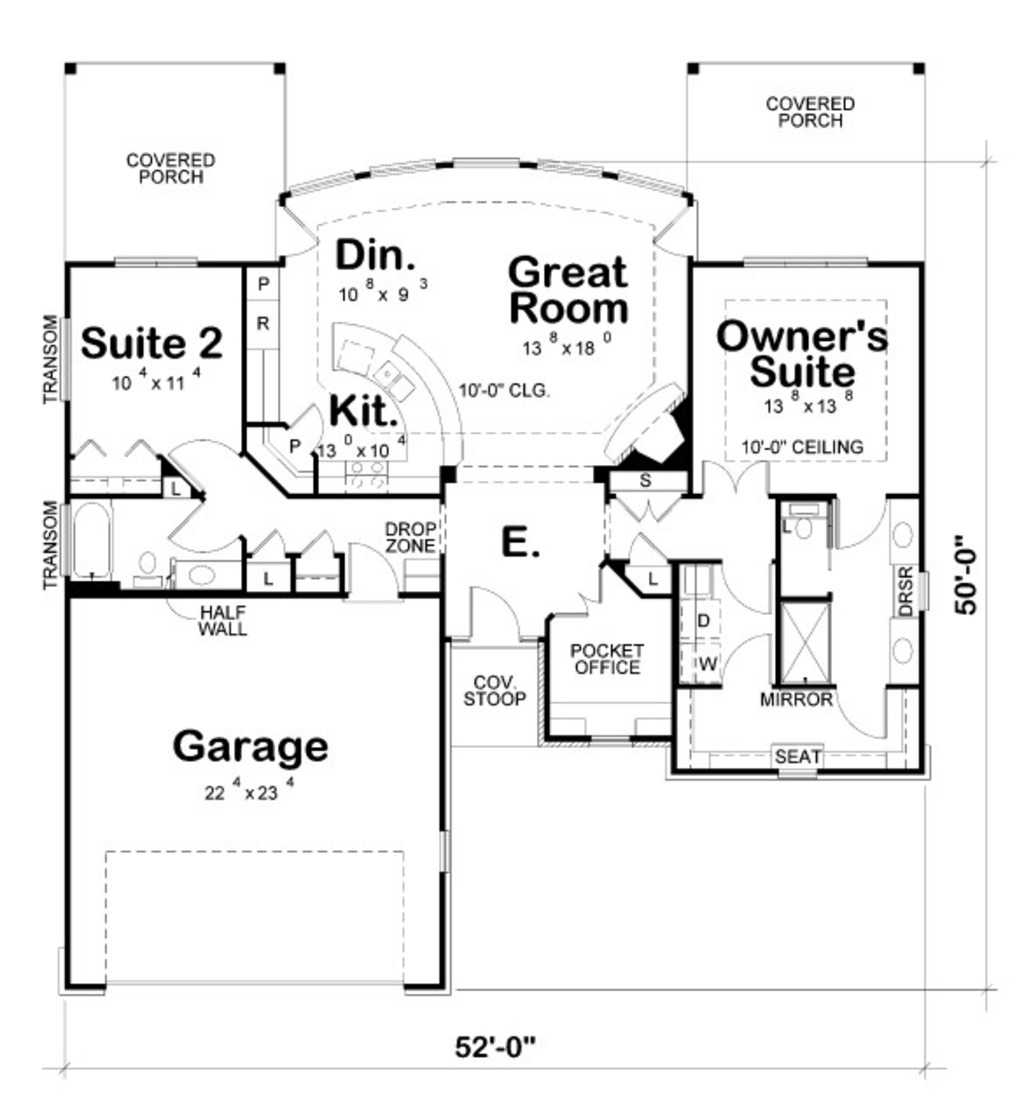 COVERED
PORCH
COVERED
PORCH
Din.
10 8 x 9 3
Great
Room
13 8 x 18 0
P
R
TRANSOM
Suite 2
10 4 x 11 4
Owner's
Suite
13 8 x 13 8
10'-0" CEILING
10'-0" CLG.
Kit.
13 0 x 10 4
P
L
S
TRANSOM
DROP
ZONE
E.
L
L
L
DRSR
50'-0"
HALF
WALL
D
W
POCKET
OFFICE
COV.
STOOP
MIRROR
SEAT
Garage
22 4 x 23 4
52'-0"